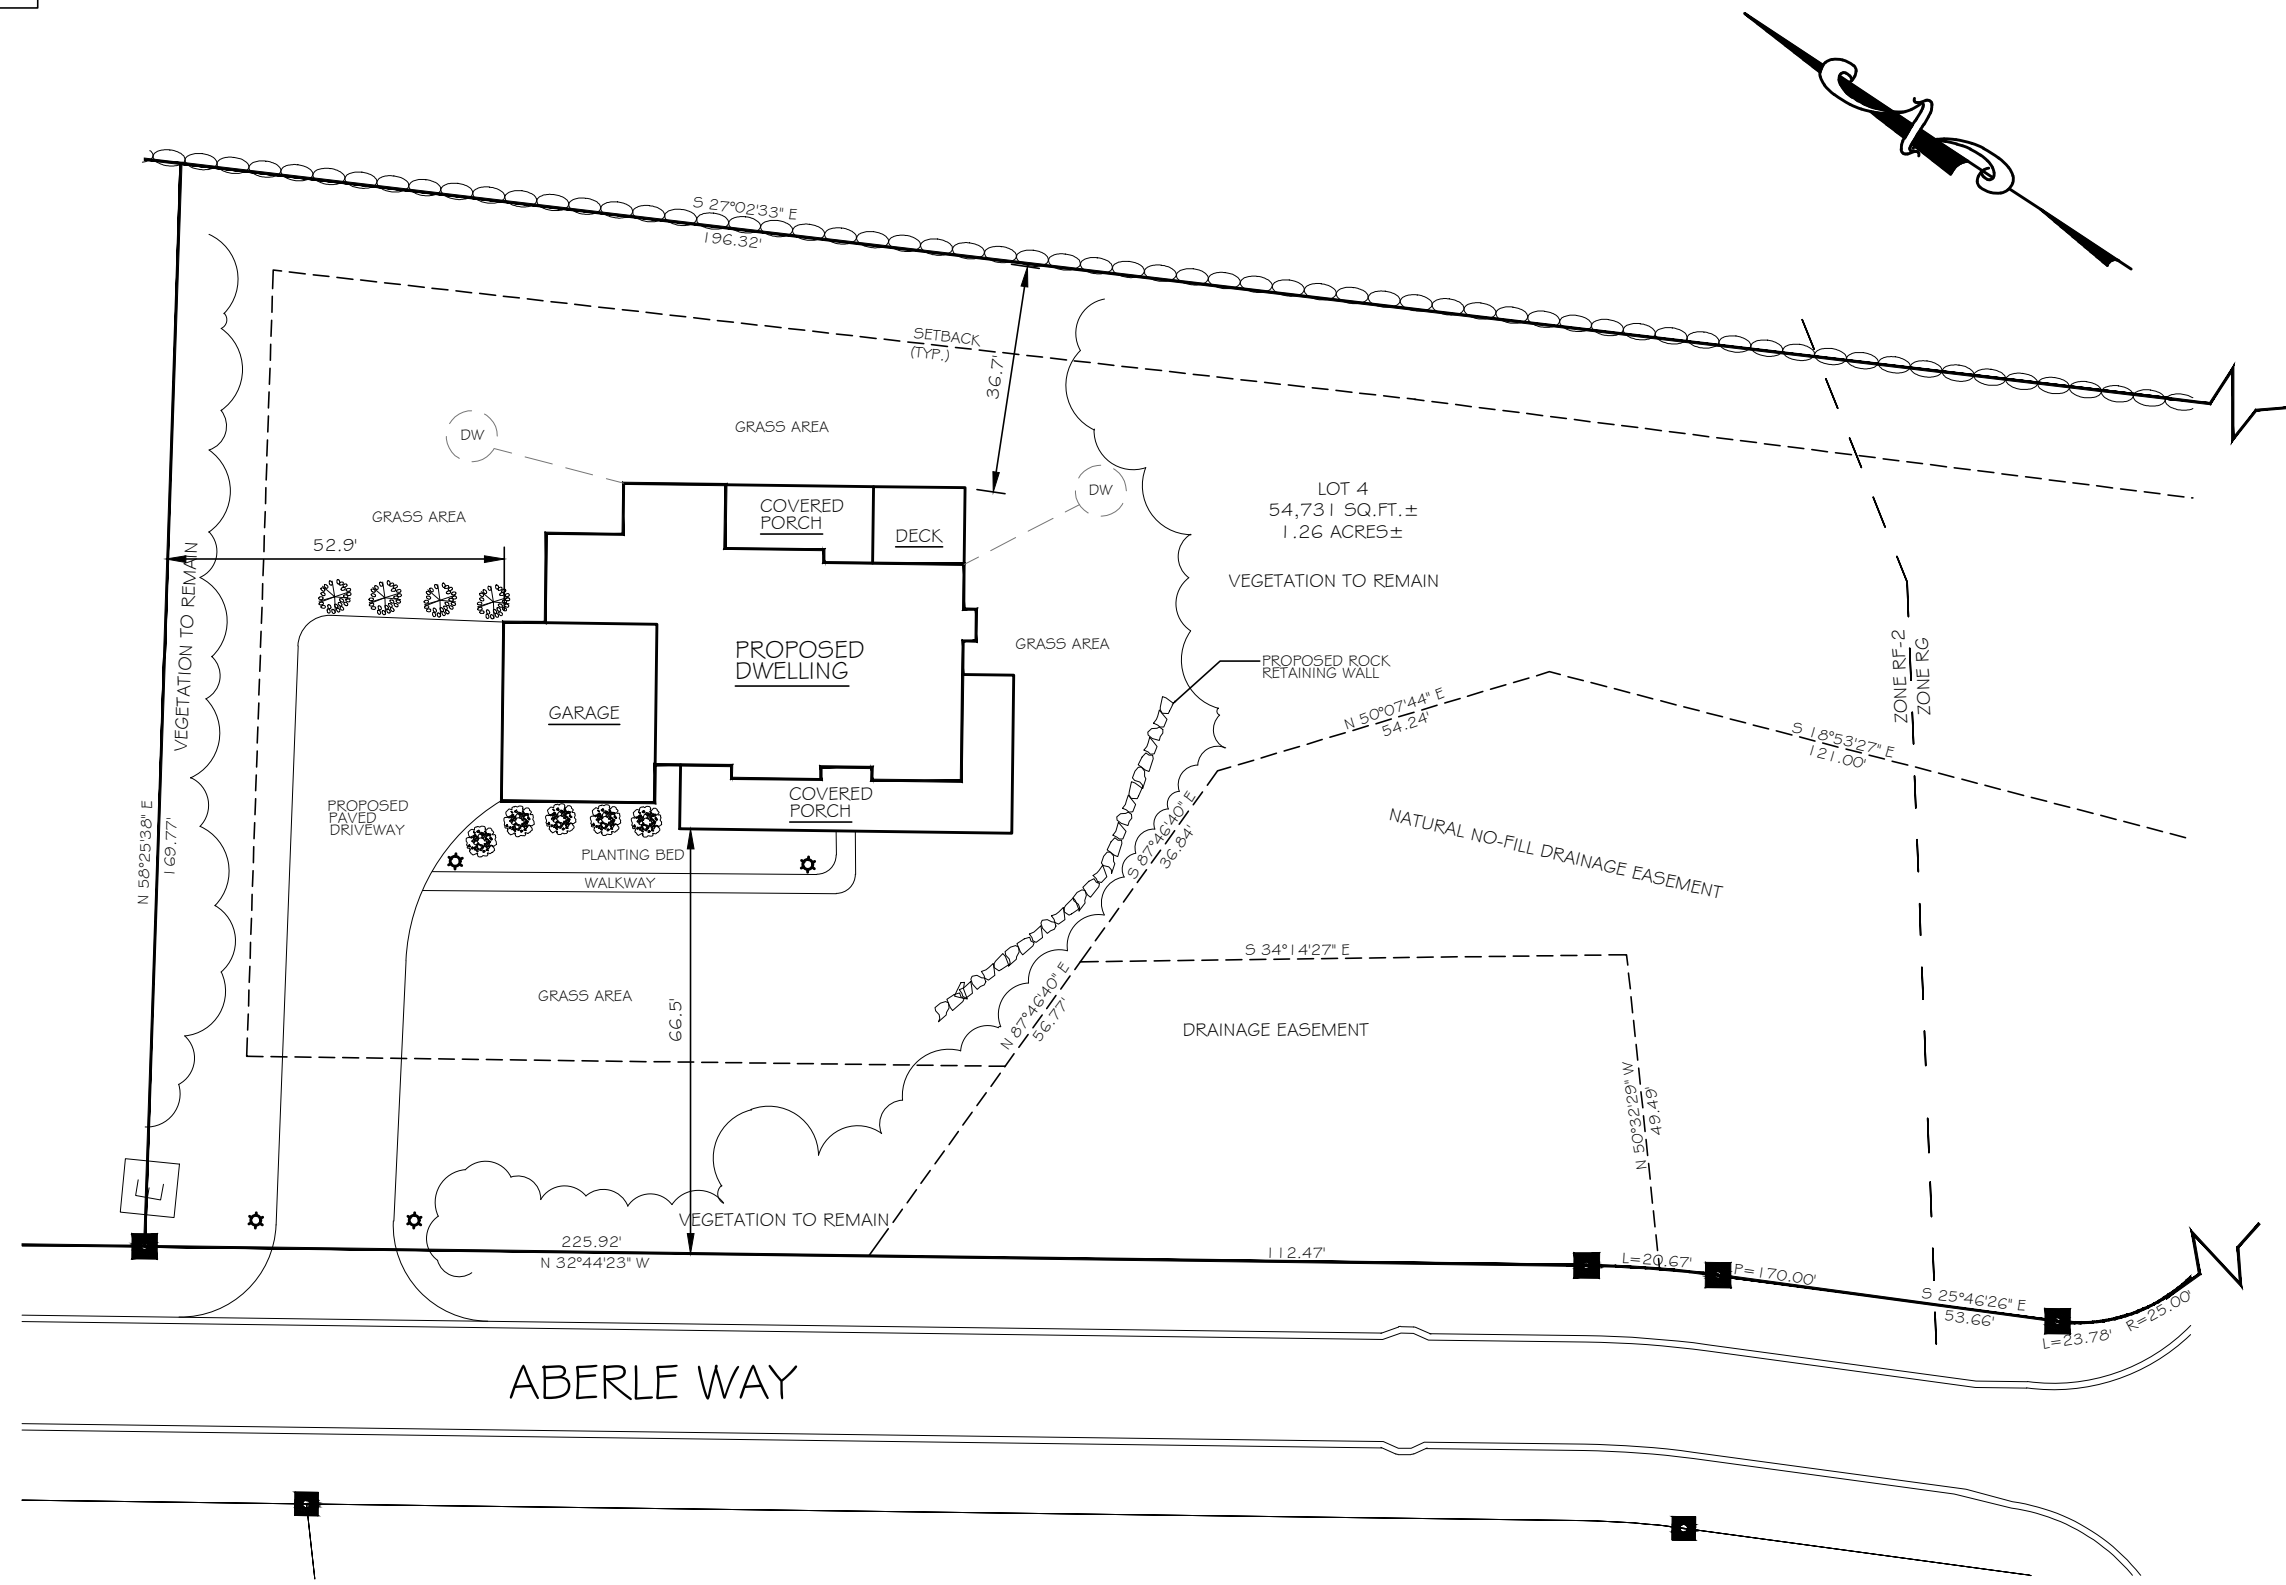 S 27°02'33" E
196.32'
SETBACK
(TYP.)
36.7'
GRASS AREA
DW
DW
COVERED
PORCH
DECK
LOT 4
54,731 SQ.FT.±
1.26 ACRES±
GRASS AREA
52.9'
VEGETATION TO REMAIN
VEGETATION TO REMAIN
GRASS AREA
PROPOSED
DWELLING
PROPOSED ROCK
RETAINING WALL
GARAGE
N 50°07'44" E
54.24'
ZONE RF-2
ZONE RG
S 18°53'27" E
121.00'
N 58°25'38" E
169.77'
PROPOSED
PAVED
DRIVEWAY
COVERED
PORCH
S 87°46'40" E
36.84'
NATURAL NO-FILL DRAINAGE EASEMENT
PLANTING BED
WALKWAY
S 34°14'27" E
GRASS AREA
66.5'
N 87°46'40" E
56.77'
DRAINAGE EASEMENT
N 50°32'29" W
49.49'
E
VEGETATION TO REMAIN
225.92'
N 32°44'23" W
112.47'
L=20.67'
R=170.00'
S 25°46'26" E
53.66'
L=23.78'
R=25.00'
ABERLE WAY